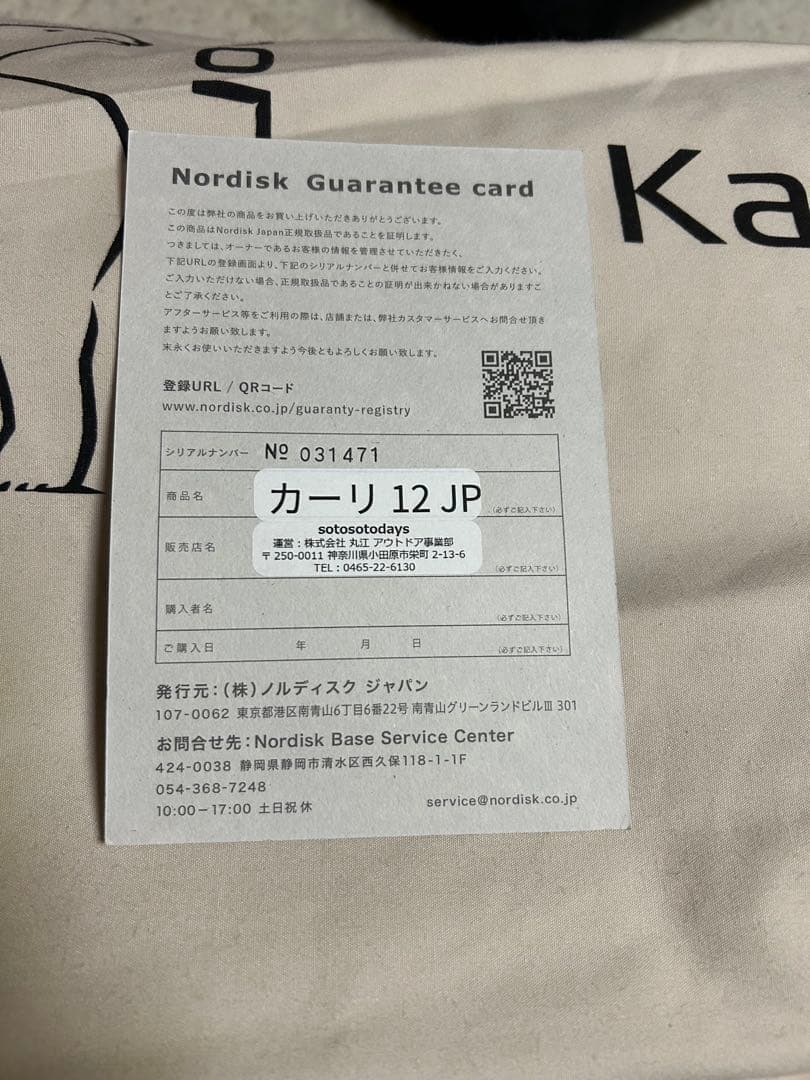 Ka
Nordisk Guarantee card
この度は弊社の商品をお買い上げいただきありがとうございます。
この商品はNordisk Japan正規取扱品であることを証明します。
つきましては、オーナーであるお客様の情報を管理させていただきたく、
下記URLの登録画面より、下記のシリアルナンバーと併せてお客様情報をご入力ください。
ご入力いただけない場合、正規取扱品であることの証明が出来かねない場合がありますこ
とご了承ください。
アフターサービス等をご利用の際は、店舗または、弊社カスタマーサービスへお問合せ頂き
ますようお願い致します。
末永くお使いいただきますよう今後ともよろしくお願い致します。
登録URL / QRコード
www.nordisk.co.jp/guaranty-registry
シリアルナンバー № 031471
商品名 カーリ 12 JP (必ずご記入下さい)
sotosotodays
運営：株式会社 丸江 アウトドア事業部
販売店名 〒250-0011 神奈川県小田原市栄町 2-13-6
TEL：0465-22-6130 (必ずご記入下さい)
購入者名 (必ずご記入下さい)
ご購入日 年 月 日 (必ずご記入下さい)
発行元：(株)ノルディスク ジャパン
107-0062 東京都港区南青山6丁目6番22号 南青山グリーンランドビルⅢ 301
お問合せ先：Nordisk Base Service Center
424-0038 静岡県静岡市清水区西久保118-1-1F
054-368-7248
10:00－17:00 土日祝休 service@nordisk.co.jp